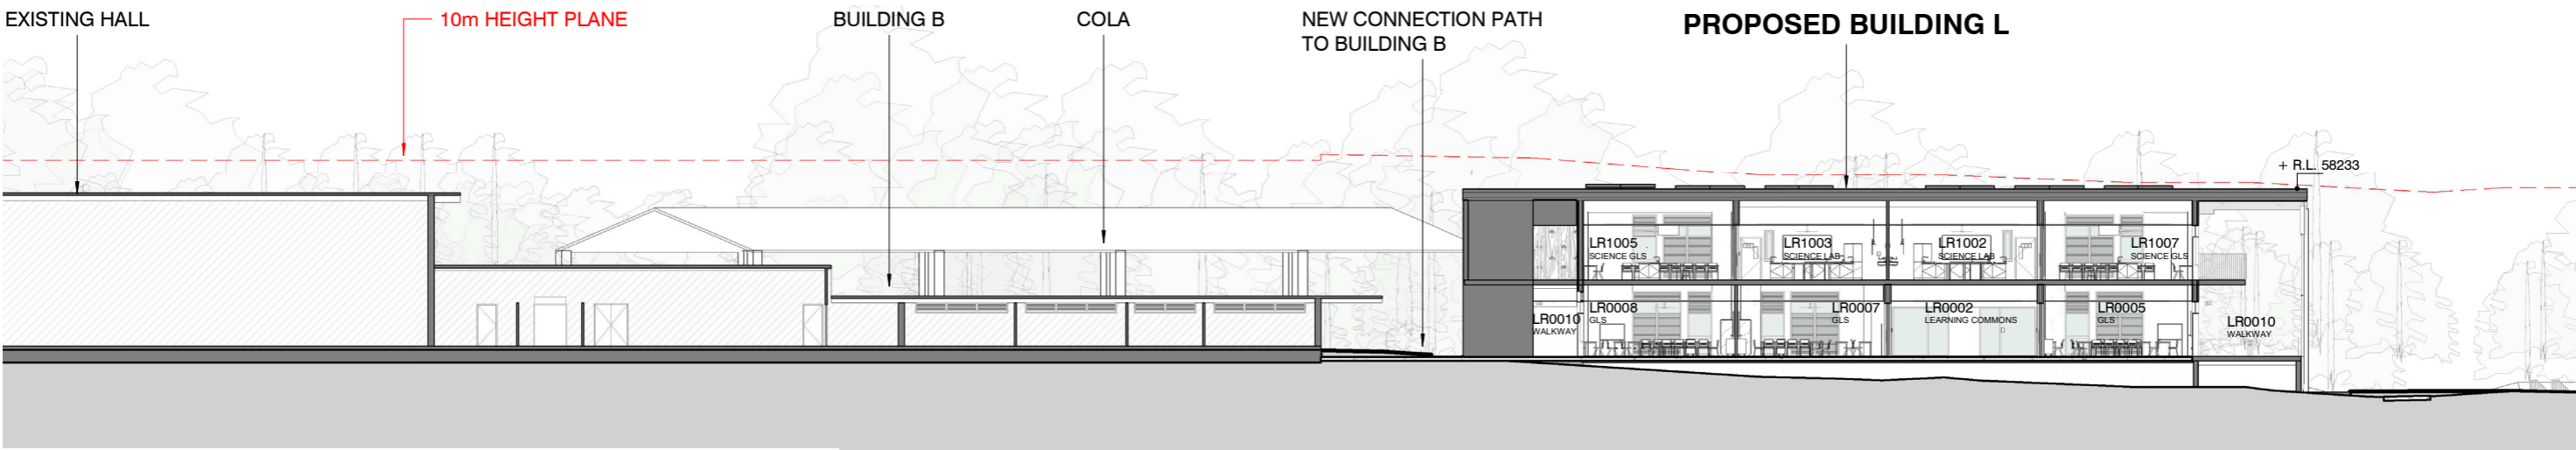 EXISTING HALL
10m HEIGHT PLANE
BUILDING B
COLA
NEW CONNECTION PATH
TO BUILDING B
PROPOSED BUILDING L
+ R.L. 58233
LR1005
SCIENCE GLS
LR1003
SCIENCE LAB
LR1002
SCIENCE LAB
LR1007
SCIENCE GLS
LR0010
WALKWAY
LR0008
GLS
LR0007
GLS
LR0002
LEARNING COMMONS
LR0005
GLS
LR0010
WALKWAY